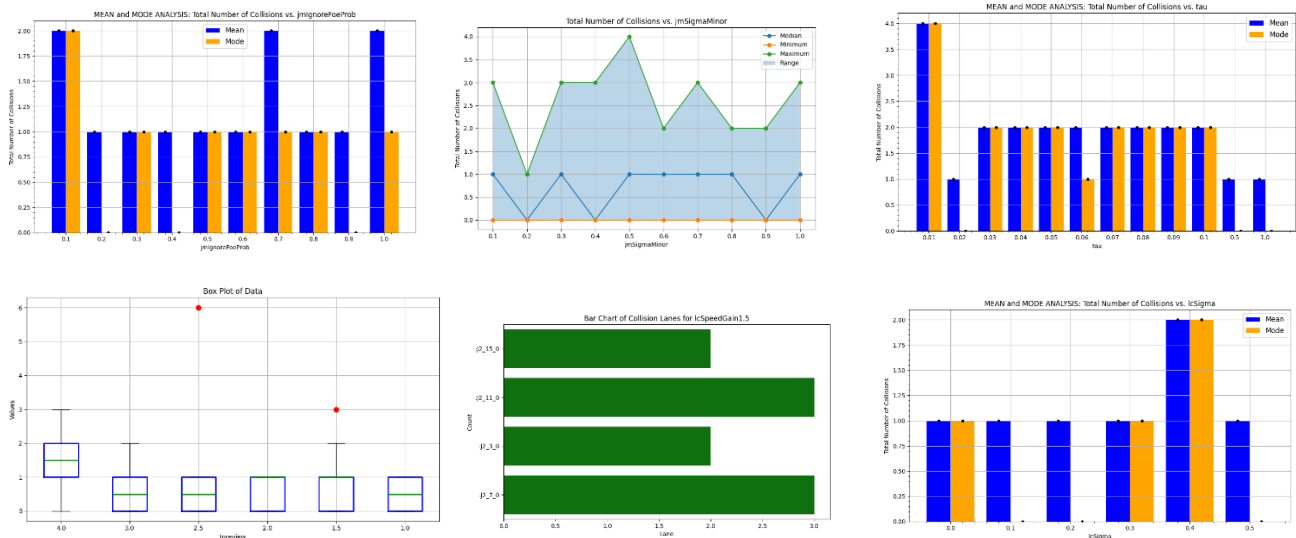 MEAN and MODE ANALYSIS: Total Number of Collisions vs. jmIgnoreFoeProb
Mean
Mode
Total Number of Collisions
2.00
1.75
1.50
1.25
1.00
0.75
0.50
0.25
0.00
0.1 0.2 0.3 0.4 0.5 0.6 0.7 0.8 0.9 1.0
jmIgnoreFoeProb
Total Number of Collisions vs. jmSigmaMinor
Median
Minimum
Maximum
Range
Total Number of Collisions
4.0
3.5
3.0
2.5
2.0
1.5
1.0
0.5
0.0
0.1 0.2 0.3 0.4 0.5 0.6 0.7 0.8 0.9 1.0
jmSigmaMinor
MEAN and MODE ANALYSIS: Total Number of Collisions vs. tau
Mean
Mode
Total Number of Collisions
4.0
3.5
3.0
2.5
2.0
1.5
1.0
0.5
0.0
0.01 0.02 0.03 0.04 0.05 0.06 0.07 0.08 0.09 0.1 0.5 1.0
tau
Box Plot of Data
Values
6
5
4
3
2
1
0
4.0 3.0 2.5 2.0 1.5 1.0
Bar Chart of Collision Lanes for lcSpeedGain1.5
Count
J2_15_0
J2_11_0
J2_3_0
J2_7_0
0.0 0.5 1.0 1.5 2.0 2.5 3.0
Lane
MEAN and MODE ANALYSIS: Total Number of Collisions vs. lcSigma
Mean
Mode
Total Number of Collisions
2.00
1.75
1.50
1.25
1.00
0.75
0.50
0.25
0.00
0.0 0.1 0.2 0.3 0.4 0.5
lcSigma